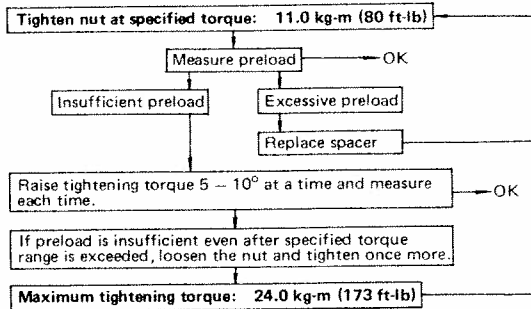 Tighten nut at specified torque: 11.0 kg-m (80 ft-lb)
Measure preload
OK
Insufficient preload
Excessive preload
Replace spacer
Raise tightening torque 5 – 10° at a time and measure
each time.
OK
If preload is insufficient even after specified torque
range is exceeded, loosen the nut and tighten once more.
Maximum tightening torque: 24.0 kg-m (173 ft-lb)